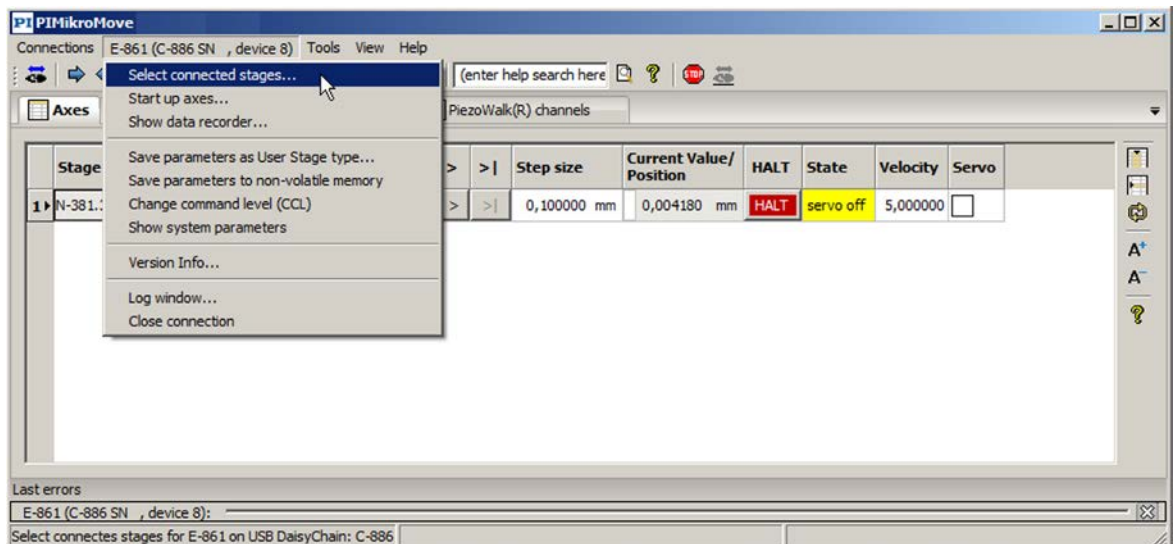 PI PIMikroMove
Connections E-861 (C-886 SN , device 8) Tools View Help
Select connected stages...
(enter help search here
STOP
Start up axes...
Axes
PiezoWalk(R) channels
Show data recorder...
Save parameters as User Stage type...
Stage > >| Step size Current Value/ Position HALT State Velocity Servo
Save parameters to non-volatile memory
1 N-381. > >| 0,100000 mm 0,004180 mm HALT servo off 5,000000
Change command level (CCL)
Show system parameters
Version Info...
A+
A-
Log window...
Close connection
Last errors
E-861 (C-886 SN , device 8):
Select connectes stages for E-861 on USB DaisyChain: C-886